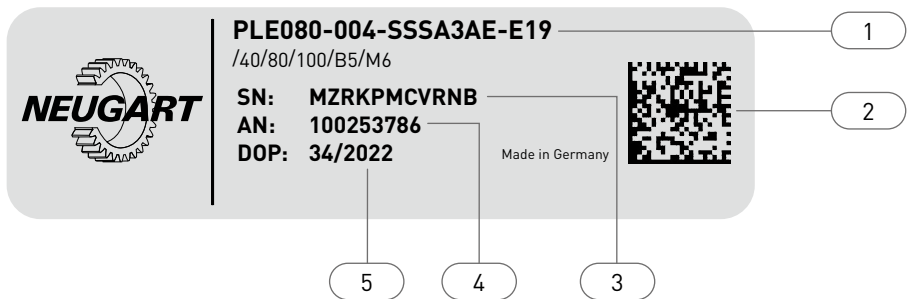 PLE080-004-SSSA3AE-E19
/40/80/100/B5/M6
NEUGART
SN: MZRKPMCVRNB
AN: 100253786
DOP: 34/2022
Made in Germany
1
2
3
4
5